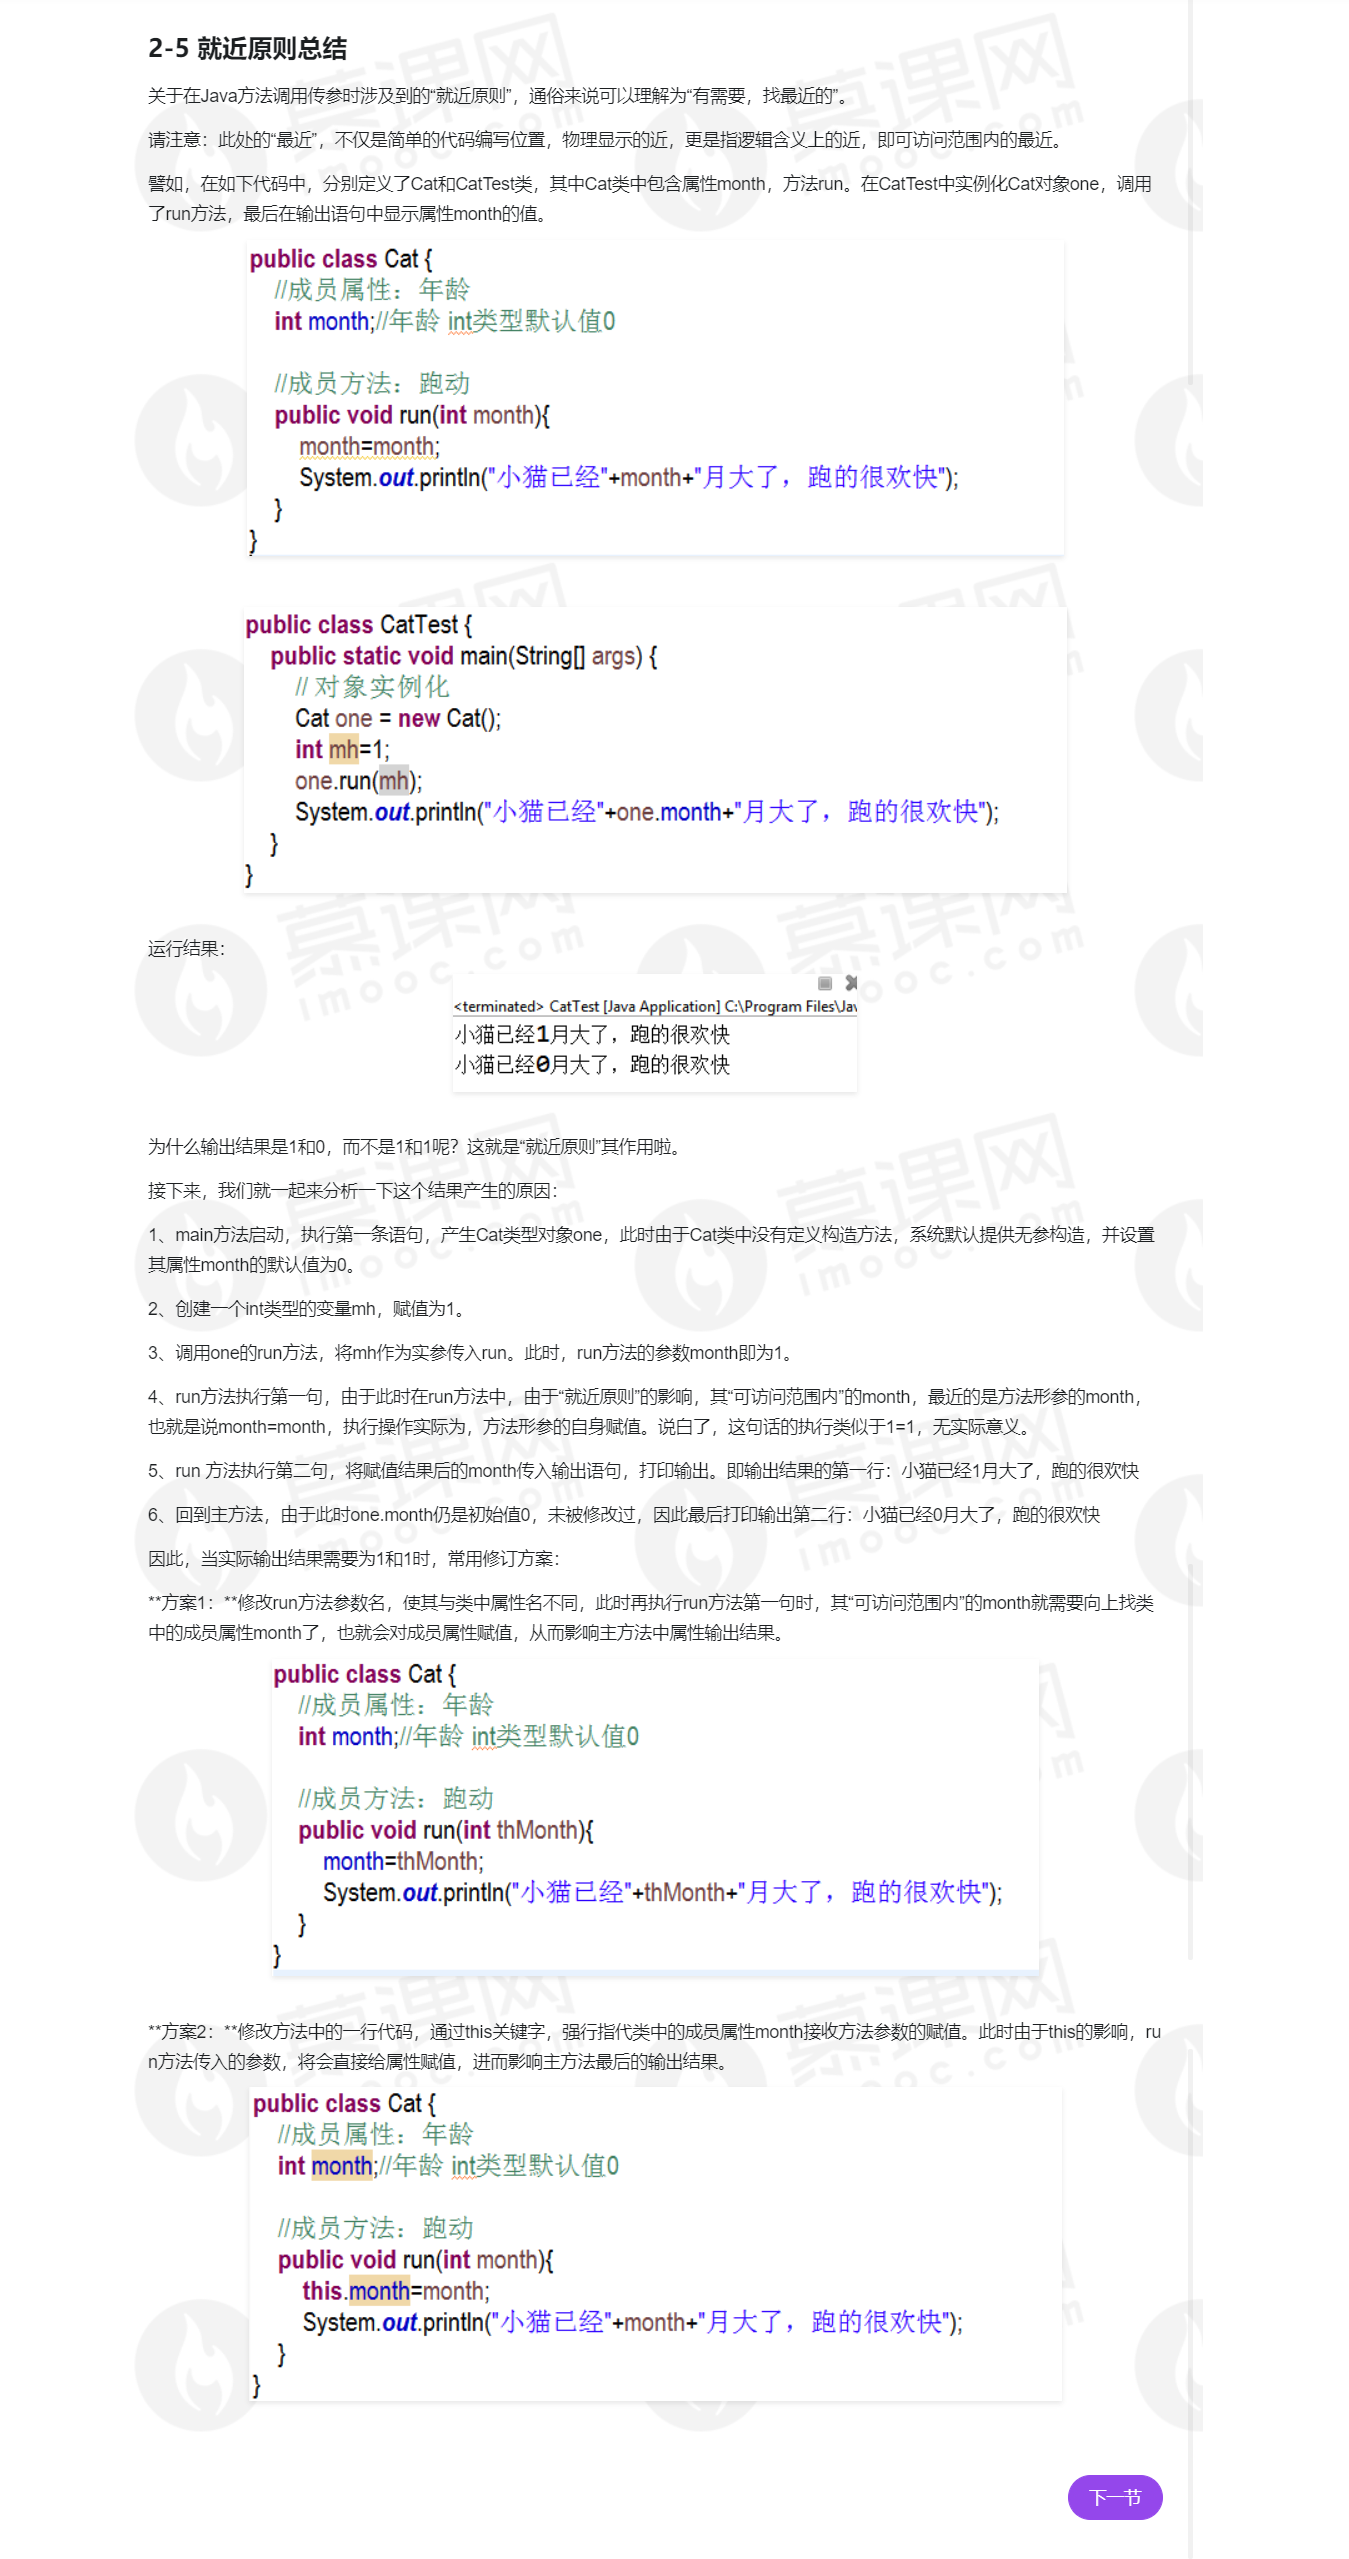 2-5 就近原则总结
关于在Java方法调用传参时涉及到的“就近原则”，通俗来说可以理解为“有需要，找最近的”。
请注意：此处的“最近”，不仅是简单的代码编写位置，物理显示的近，更是指逻辑含义上的近，即可访问范围内的最近。
譬如，在如下代码中，分别定义了Cat和CatTest类，其中Cat类中包含属性month，方法run。在CatTest中实例化Cat对象one，调用
了run方法，最后在输出语句中显示属性month的值。
public class Cat {
//成员属性：年龄
int month;//年龄 int类型默认值0
//成员方法：跑动
public void run(int month){
month=month;
System.out.println("小猫已经"+month+"月大了，跑的很欢快");
}
}
public class CatTest {
public static void main(String[] args) {
// 对象实例化
Cat one = new Cat();
int mh=1;
one.run(mh);
System.out.println("小猫已经"+one.month+"月大了，跑的很欢快");
}
}
运行结果：
<terminated> CatTest [Java Application] C:\Program Files\Jav
小猫已经1月大了，跑的很欢快
小猫已经0月大了，跑的很欢快
为什么输出结果是1和0，而不是1和1呢？这就是“就近原则”其作用啦。
接下来，我们就一起来分析一下这个结果产生的原因：
1、main方法启动，执行第一条语句，产生Cat类型对象one，此时由于Cat类中没有定义构造方法，系统默认提供无参构造，并设置
其属性month的默认值为0。
2、创建一个int类型的变量mh，赋值为1。
3、调用one的run方法，将mh作为实参传入run。此时，run方法的参数month即为1。
4、run方法执行第一句，由于此时在run方法中，由于“就近原则”的影响，其“可访问范围内”的month，最近的是方法形参的month，
也就是说month=month，执行操作实际为，方法形参的自身赋值。说白了，这句话的执行类似于1=1，无实际意义。
5、run 方法执行第二句，将赋值结果后的month传入输出语句，打印输出。即输出结果的第一行：小猫已经1月大了，跑的很欢快
6、回到主方法，由于此时one.month仍是初始值0，未被修改过，因此最后打印输出第二行：小猫已经0月大了，跑的很欢快
因此，当实际输出结果需要为1和1时，常用修订方案：
**方案1：**修改run方法参数名，使其与类中属性名不同，此时再执行run方法第一句时，其“可访问范围内”的month就需要向上找类
中的成员属性month了，也就会对成员属性赋值，从而影响主方法中属性输出结果。
public class Cat {
//成员属性：年龄
int month;//年龄 int类型默认值0
//成员方法：跑动
public void run(int thMonth){
month=thMonth;
System.out.println("小猫已经"+thMonth+"月大了，跑的很欢快");
}
}
**方案2：**修改方法中的一行代码，通过this关键字，强行指代类中的成员属性month接收方法参数的赋值。此时由于this的影响，ru
n方法传入的参数，将会直接给属性赋值，进而影响主方法最后的输出结果。
public class Cat {
//成员属性：年龄
int month;//年龄 int类型默认值0
//成员方法：跑动
public void run(int month){
this.month=month;
System.out.println("小猫已经"+month+"月大了，跑的很欢快");
}
}
下一节